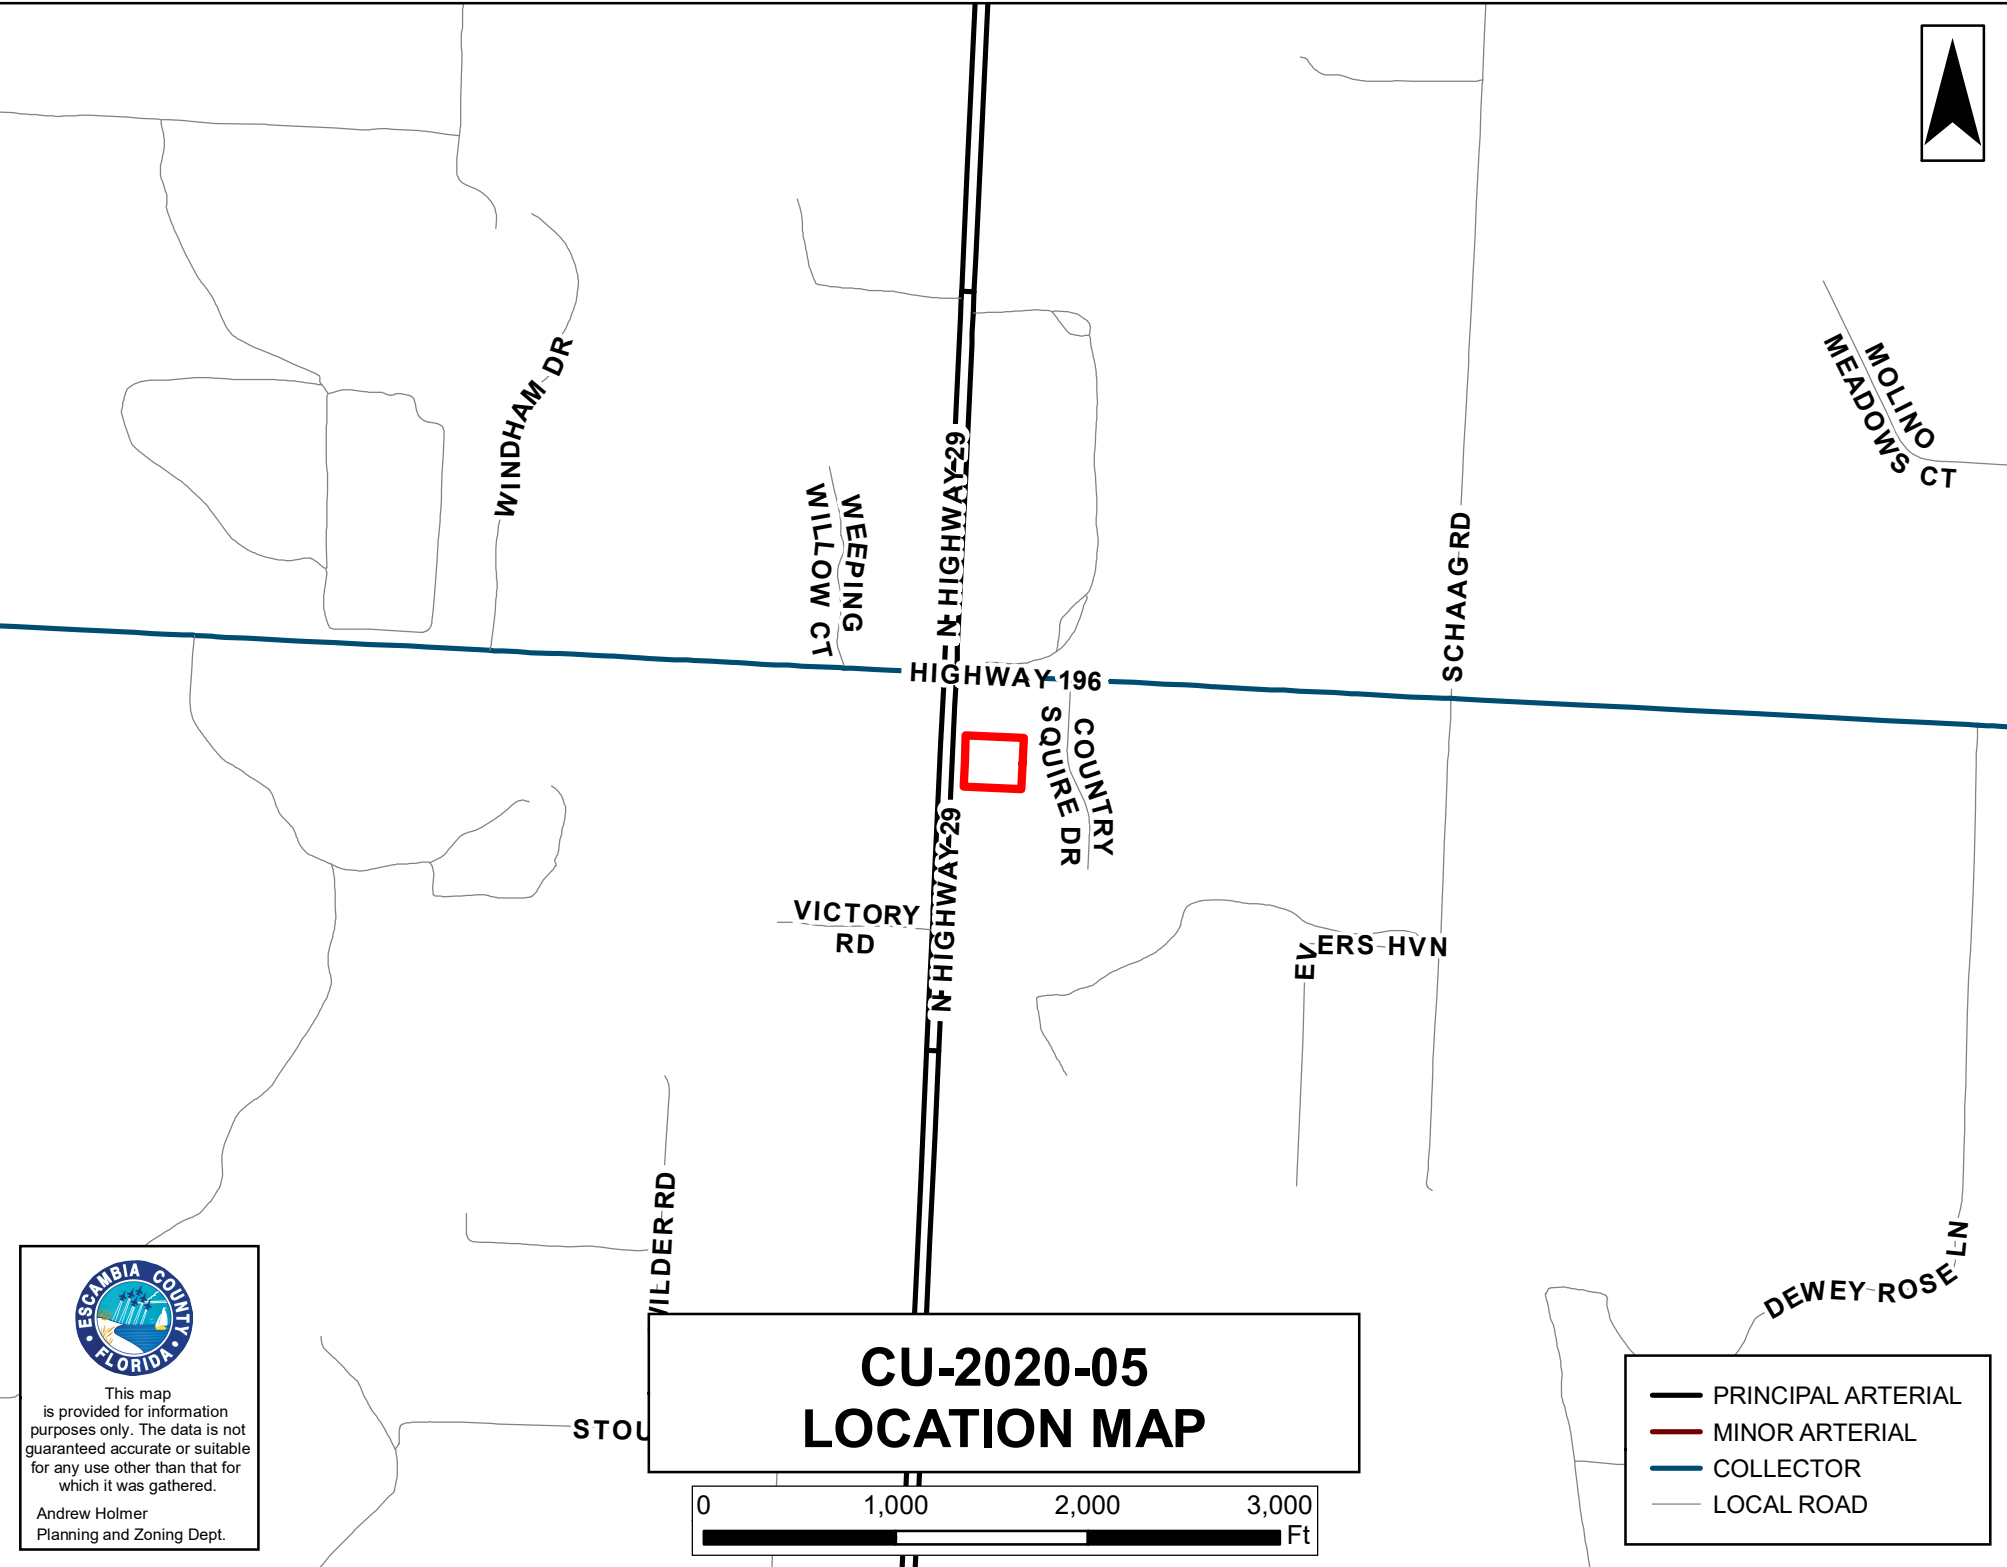 WINDHAM DR
WEEPING
WILLOW CT
N HIGHWAY 29
SCHAAG RD
MOLINO
MEADOWS CT
HIGHWAY 196
COUNTRY
SQUIRE DR
N HIGHWAY 29
VICTORY
RD
EVERS HVN
DEWEY ROSE LN
ILDER RD
STOU
ESCAMBIA COUNTY
FLORIDA
This map
is provided for information
purposes only. The data is not
guaranteed accurate or suitable
for any use other than that for
which it was gathered.
Andrew Holmer
Planning and Zoning Dept.
CU-2020-05
LOCATION MAP
0 1,000 2,000 3,000
Ft
PRINCIPAL ARTERIAL
MINOR ARTERIAL
COLLECTOR
LOCAL ROAD